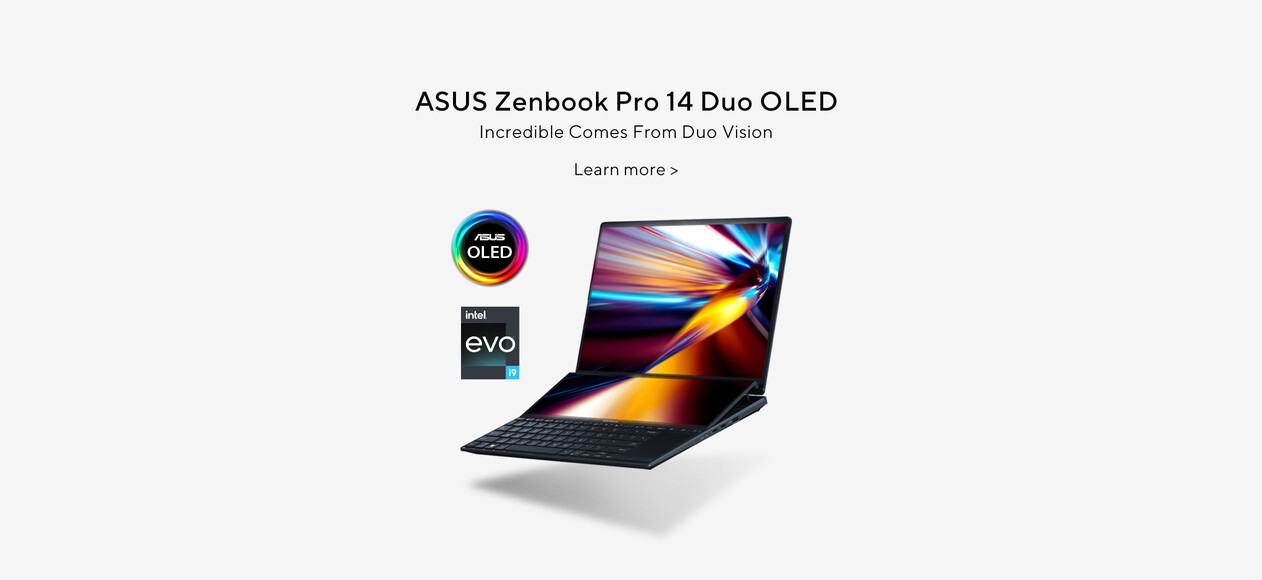 ASUS Zenbook Pro 14 Duo OLED
Incredible Comes From Duo Vision
Learn more >
ASUS
OLED
intel.
evo
i9